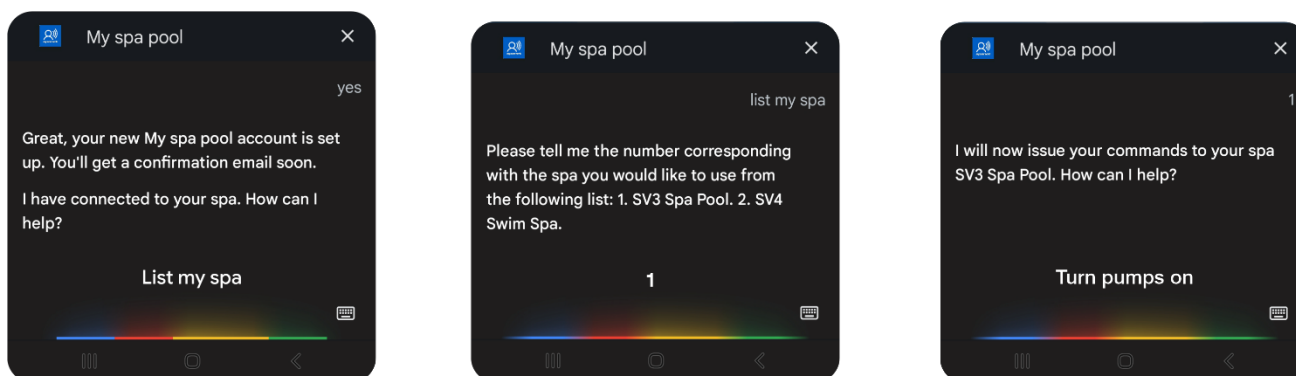 My spa pool
yes
Great, your new My spa pool account is set
up. You'll get a confirmation email soon.
I have connected to your spa. How can I
help?
List my spa
My spa pool
list my spa
Please tell me the number corresponding
with the spa you would like to use from
the following list: 1. SV3 Spa Pool. 2. SV4
Swim Spa.
1
My spa pool
1
I will now issue your commands to your spa
SV3 Spa Pool. How can I help?
Turn pumps on